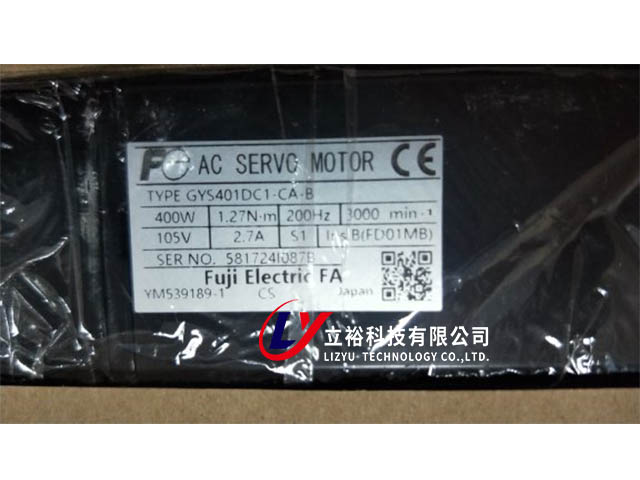 AC SERVO MOTOR CE
TYPE GYS401DC1-CA-B
400W 1.27N·m 200Hz 3000 min-1
105V 2.7A S1 Ins.B(FD01MB)
SER NO. 581724I087B
Fuji Electric FA
YM539189-1 CS Japan
LY 立裕科技有限公司
LIZYU TECHNOLOGY CO.,LTD.